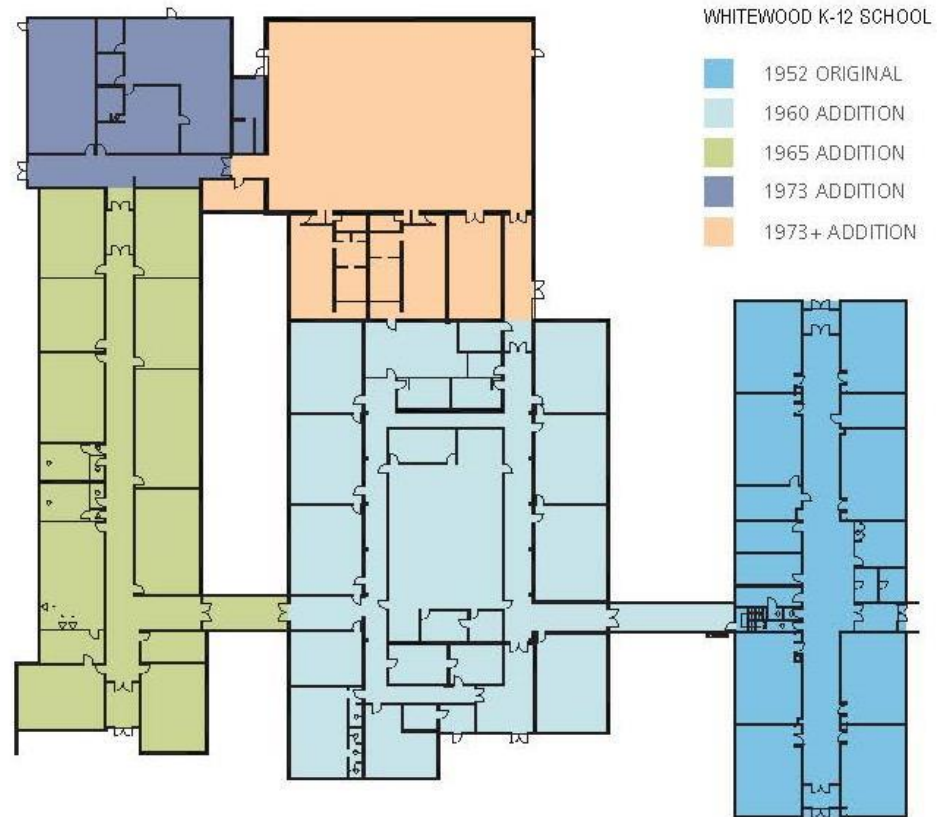 WHITEWOOD K-12 SCHOOL
1952 ORIGINAL
1960 ADDITION
1965 ADDITION
1973 ADDITION
1973+ ADDITION